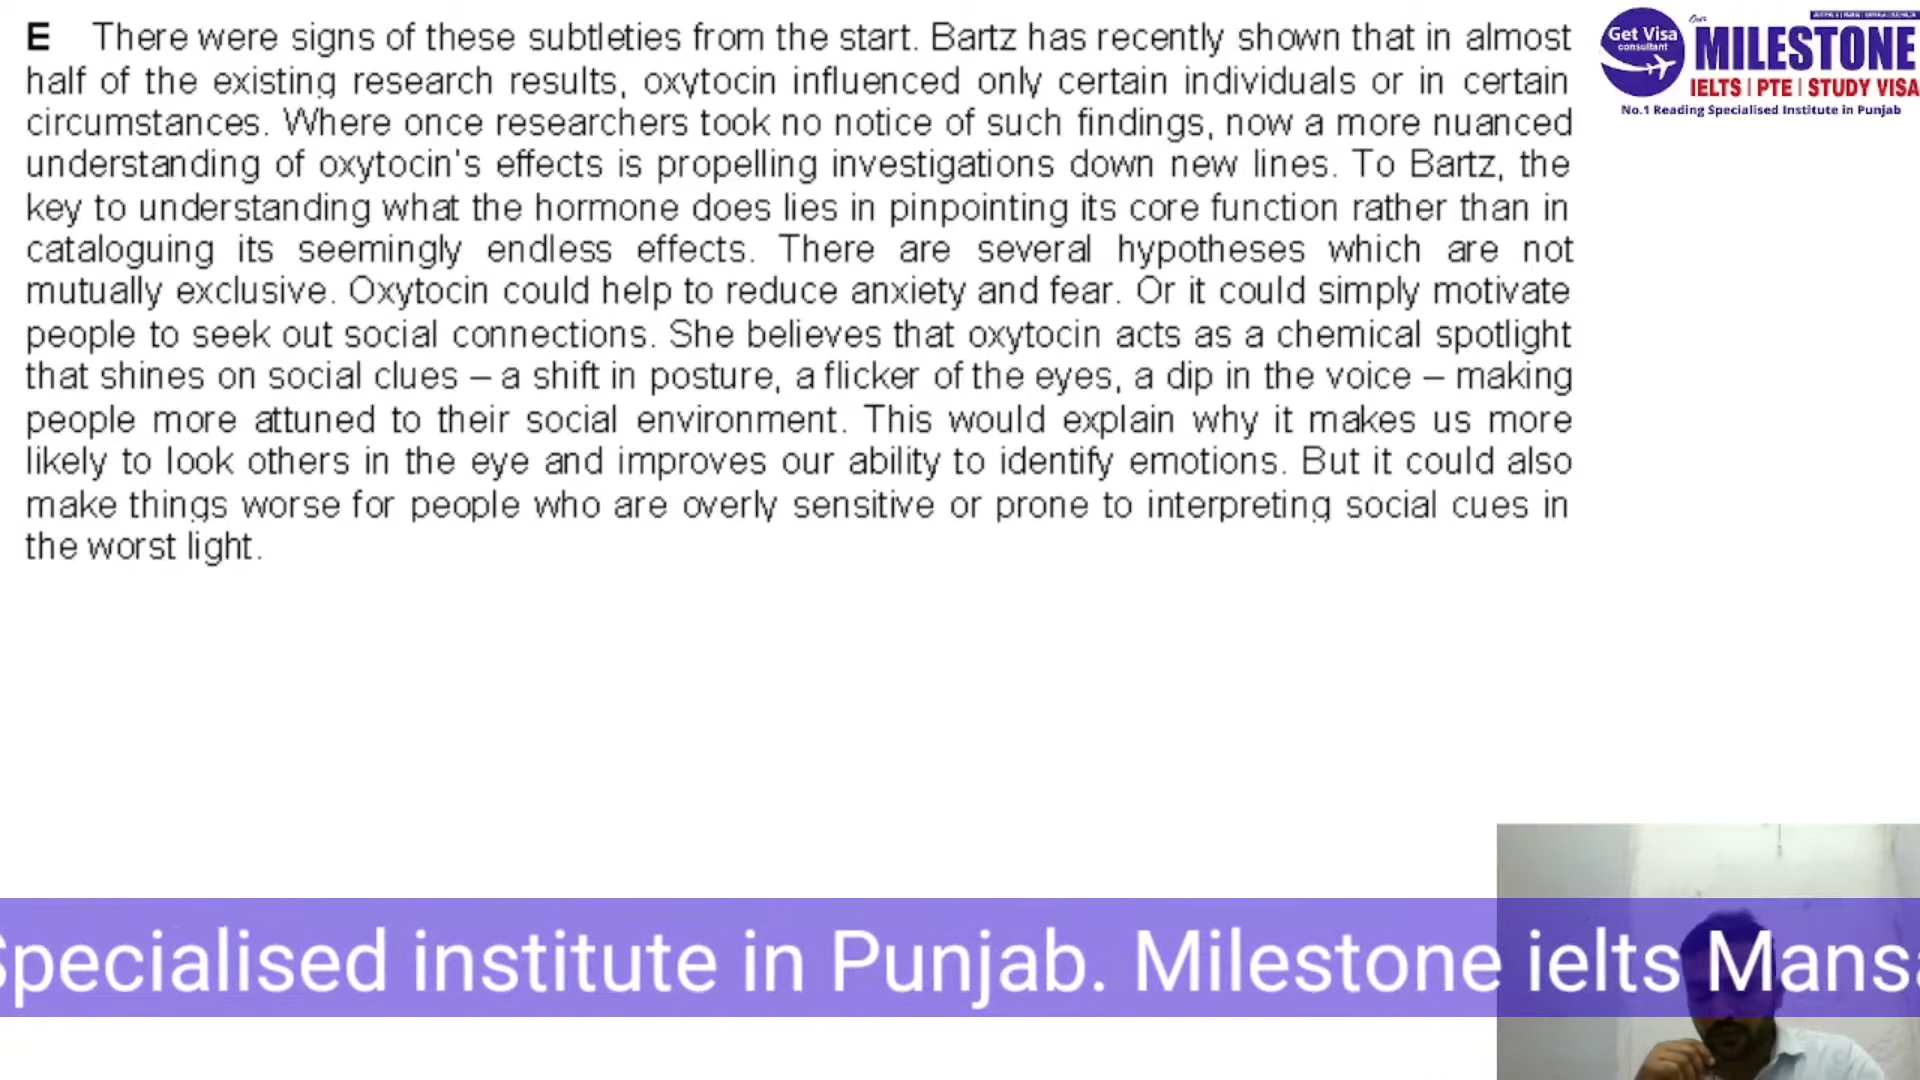 E There were signs of these subtleties from the start. Bartz has recently shown that in almost
half of the existing research results, oxytocin influenced only certain individuals or in certain
circumstances. Where once researchers took no notice of such findings, now a more nuanced
understanding of oxytocin's effects is propelling investigations down new lines. To Bartz, the
key to understanding what the hormone does lies in pinpointing its core function rather than in
cataloguing its seemingly endless effects. There are several hypotheses which are not
mutually exclusive. Oxytocin could help to reduce anxiety and fear. Or it could simply motivate
people to seek out social connections. She believes that oxytocin acts as a chemical spotlight
that shines on social clues – a shift in posture, a flicker of the eyes, a dip in the voice – making
people more attuned to their social environment. This would explain why it makes us more
likely to look others in the eye and improves our ability to identify emotions. But it could also
make things worse for people who are overly sensitive or prone to interpreting social cues in
the worst light.
Get Visa
consultant
Our
MILESTONE
IELTS | PTE | STUDY VISA
No.1 Reading Specialised Institute in Punjab
Specialised institute in Punjab. Milestone ielts Mansa